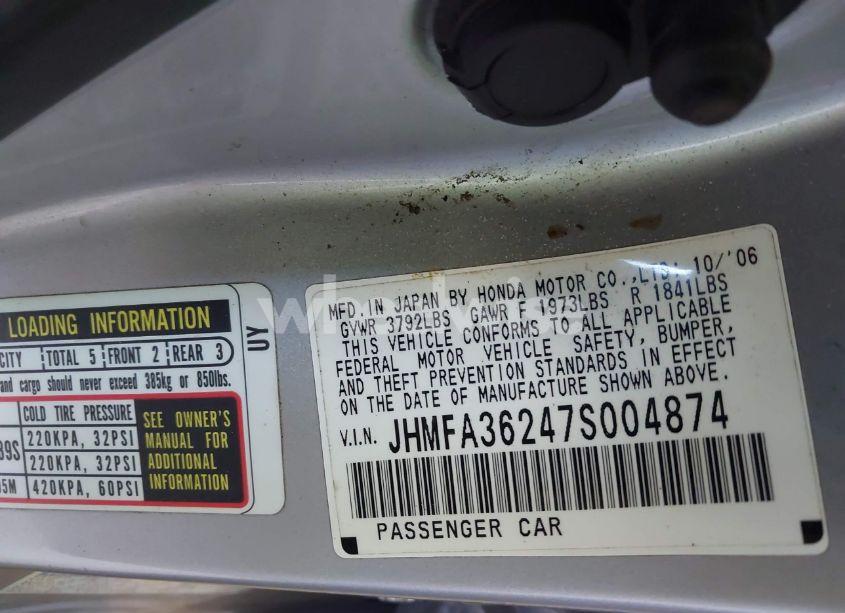 LOADING INFORMATION
CITY TOTAL 5 FRONT 2 REAR 3
and cargo should never exceed 385kg or 850lbs.
COLD TIRE PRESSURE
89S 220KPA, 32PSI
220KPA, 32PSI
05M 420KPA, 60PSI
SEE OWNER'S
MANUAL FOR
ADDITIONAL
INFORMATION
UY
MFD. IN JAPAN BY HONDA MOTOR CO., LTD. 10/'06
GVWR 3792LBS GAWR F 1973LBS R 1841LBS
THIS VEHICLE CONFORMS TO ALL APPLICABLE
FEDERAL MOTOR VEHICLE SAFETY, BUMPER,
AND THEFT PREVENTION STANDARDS IN EFFECT
ON THE DATE OF MANUFACTURE SHOWN ABOVE.
V.I.N. JHMFA36247S004874
PASSENGER CAR